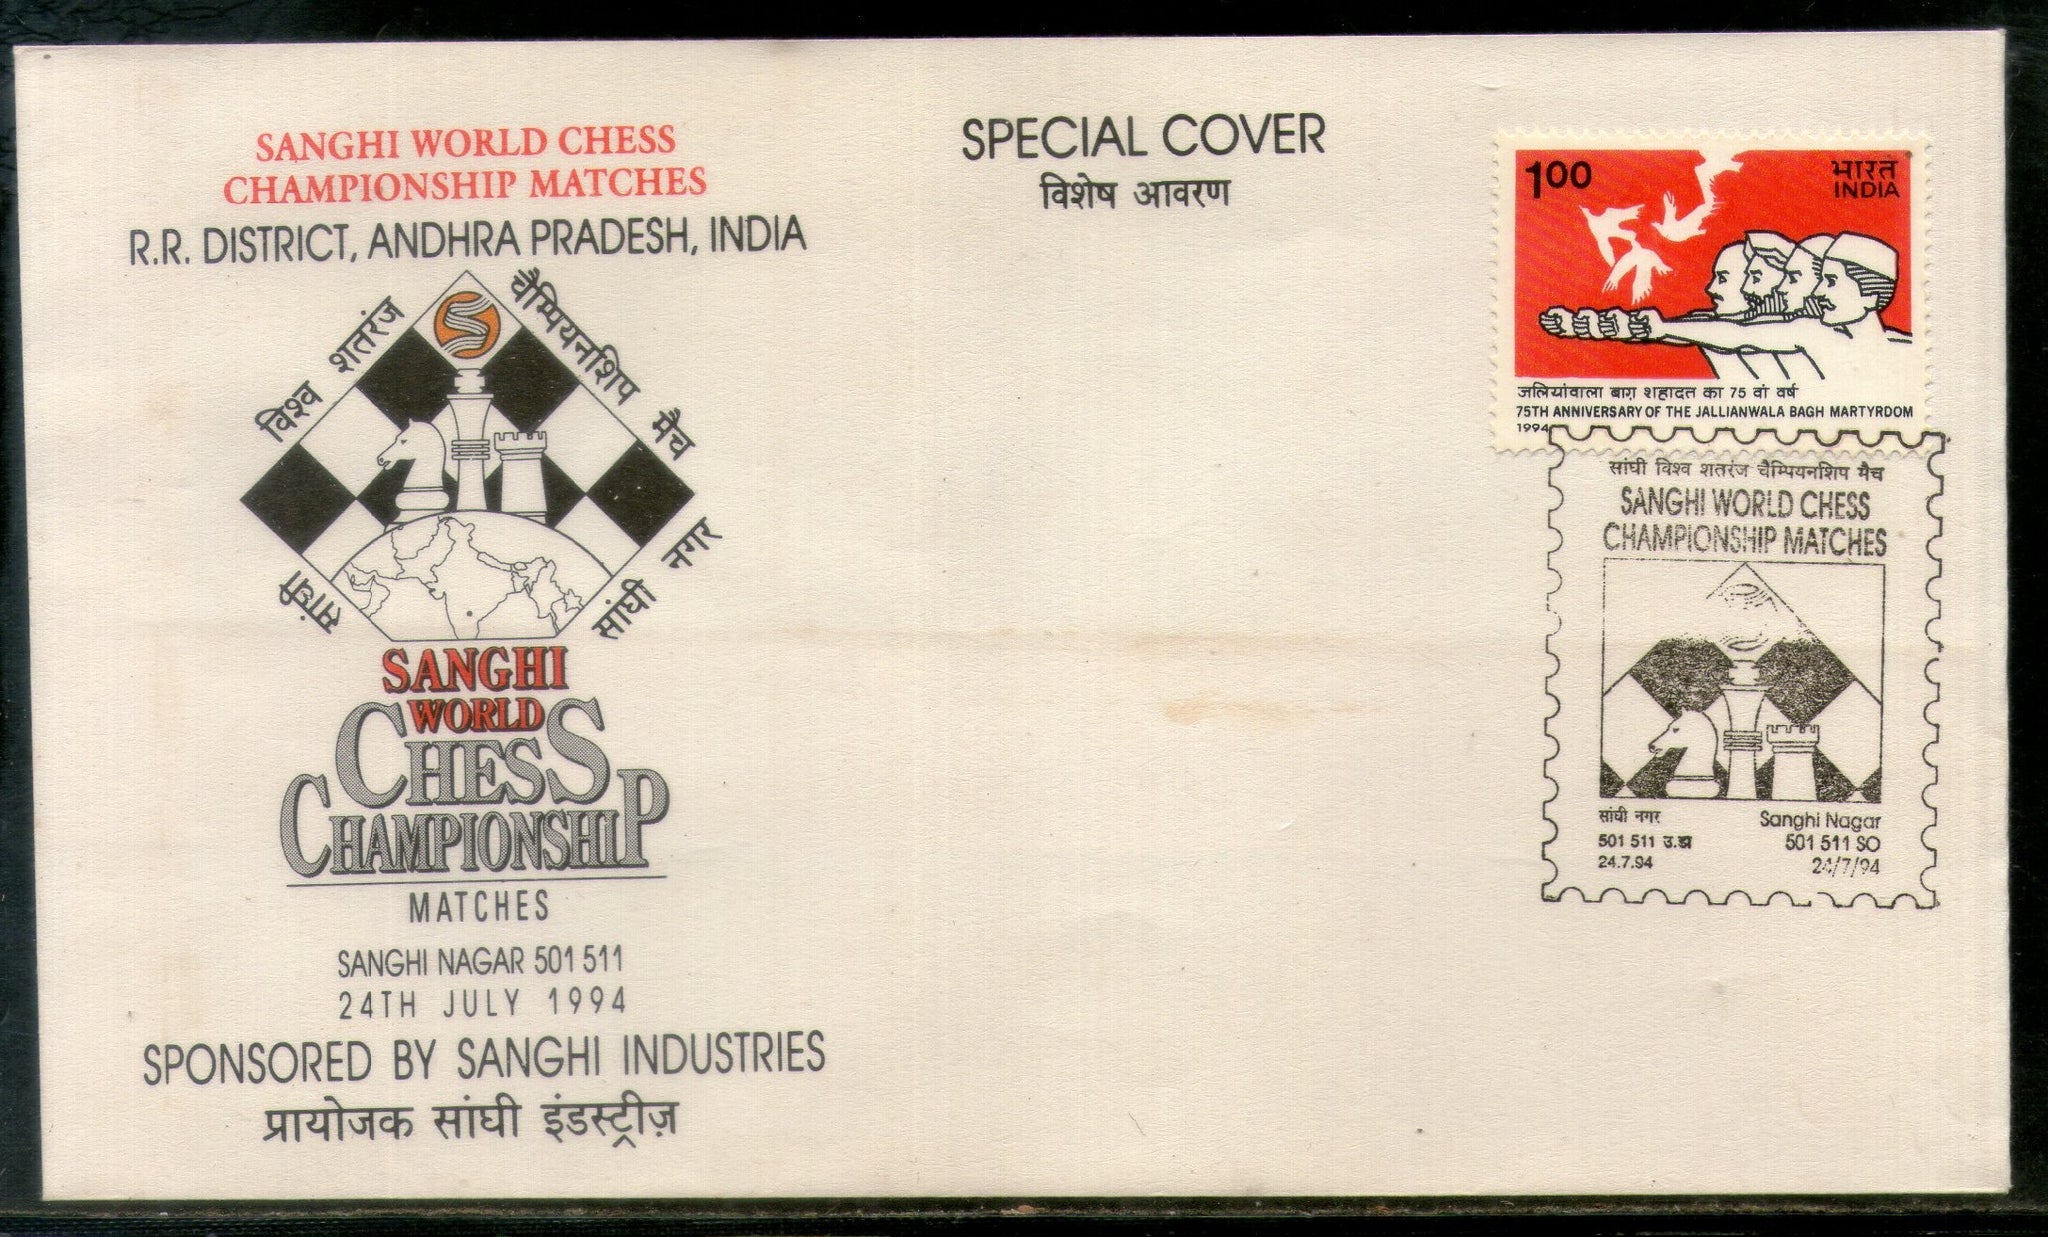 SANGHI WORLD CHESS
CHAMPIONSHIP MATCHES
R.R. DISTRICT, ANDHRA PRADESH, INDIA
सांघी विश्व शतरंज चैम्पियनशिप मैच
सांघी नगर
SANGHI
WORLD
CHESS
CHAMPIONSHIP
MATCHES
SANGHI NAGAR 501 511
24TH JULY 1994
SPONSORED BY SANGHI INDUSTRIES
प्रायोजक सांघी इंडस्ट्रीज़
SPECIAL COVER
विशेष आवरण
100
भारत
INDIA
जलियांवाला बाग़ शहादत का 75 वां वर्ष
75TH ANNIVERSARY OF THE JALLIANWALA BAGH MARTYRDOM
1994
सांघी विश्व शतरंज चैम्पियनशिप मैच
SANGHI WORLD CHESS
CHAMPIONSHIP MATCHES
सांघी नगर
501 511 उ.डा
24.7.94
Sanghi Nagar
501 511 SO
24/7/94